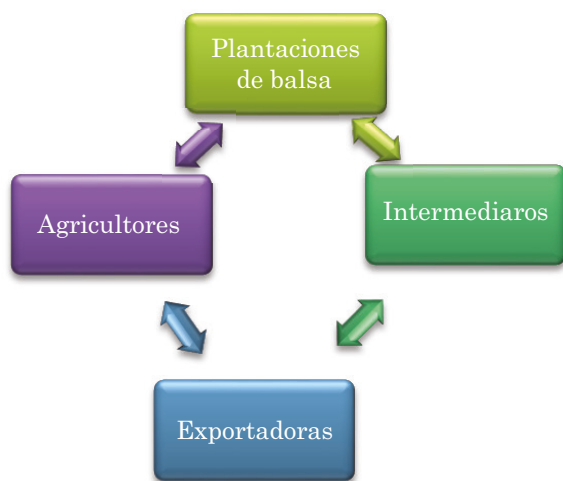 Plantaciones
de balsa
Agricultores
Intermediaros
Exportadoras